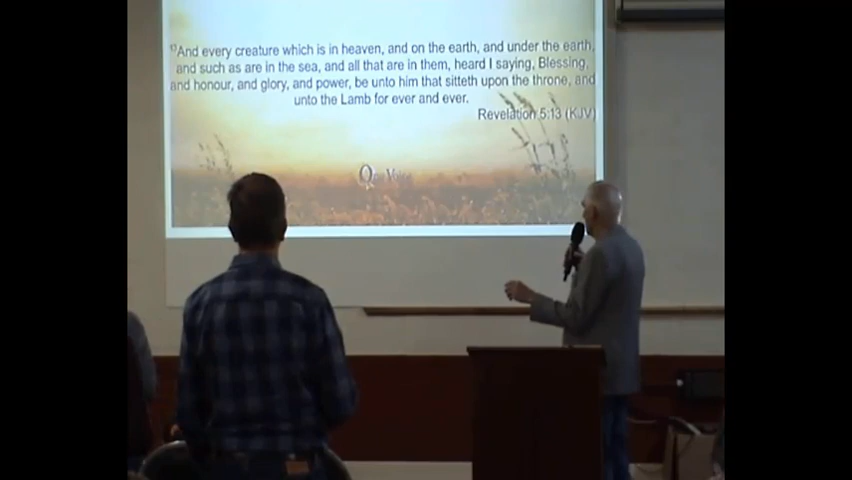 13And every creature which is in heaven, and on the earth, and under the earth,
and such as are in the sea, and all that are in them, heard I saying, Blessing,
and honour, and glory, and power, be unto him that sitteth upon the throne, and
unto the Lamb for ever and ever.
Revelation 5:13 (KJV)